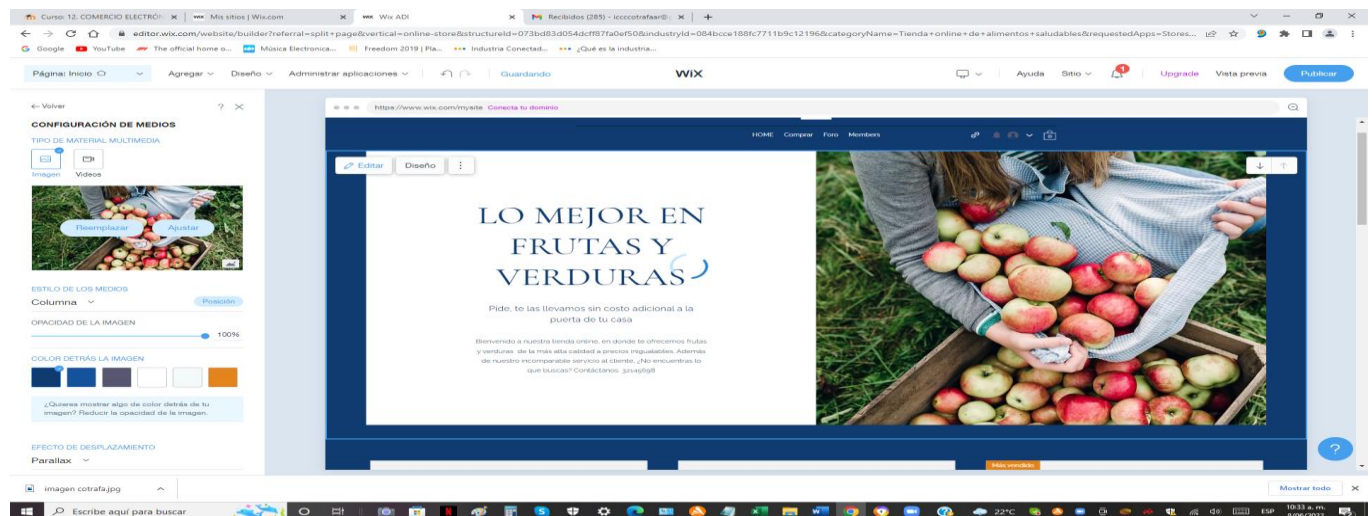 Curso: 12. COMERCIO ELECTRÓN
Mis sitios | Wix.com
Wix ADI
Recibidos (285) - iccccotrafaar@
editor.wix.com/website/builder?referral=split+page&vertical=online-store&structureId=073bd83d054dcff87fa0ef50&industryId=084bcce188fc7711b9c12196&categoryName=Tienda+online+de+alimentos+saludables&requestedApps=Stores...
Google YouTube The official home o... Música Electronica... Freedom 2019 | Pla... Industria Conectad... ¿Qué es la industria...
Página: Inicio Agregar Diseño Administrar aplicaciones Guardando WiX Ayuda Sitio Upgrade Vista previa Publicar
Volver
CONFIGURACIÓN DE MEDIOS
TIPO DE MATERIAL MULTIMEDIA
Imagen Videos
Reemplazar Ajustar
ESTILO DE LOS MEDIOS
Columna Posición
OPACIDAD DE LA IMAGEN
100%
COLOR DETRÁS LA IMAGEN
¿Quieres mostrar algo de color detrás de tu
imagen? Reducir la opacidad de la imagen.
EFECTO DE DESPLAZAMIENTO
Parallax
https://www.wix.com/mysite Conecta tu dominio
HOME Comprar Foro Members
Editar Diseño
LO MEJOR EN
FRUTAS Y
VERDURAS
Pide, te las llevamos sin costo adicional a la
puerta de tu casa
Bienvenido a nuestra tienda online, en donde te ofrecemos frutas
y verduras de la más alta calidad a precios inigualables. Además
de nuestro incomparable servicio al cliente. ¿No encuentras lo
que buscas? Contáctanos
Más vendido
imagen cotrafa.jpg
Mostrar todo
Escribe aquí para buscar
22°C
ESP
10:33 a. m.
8/06/2022